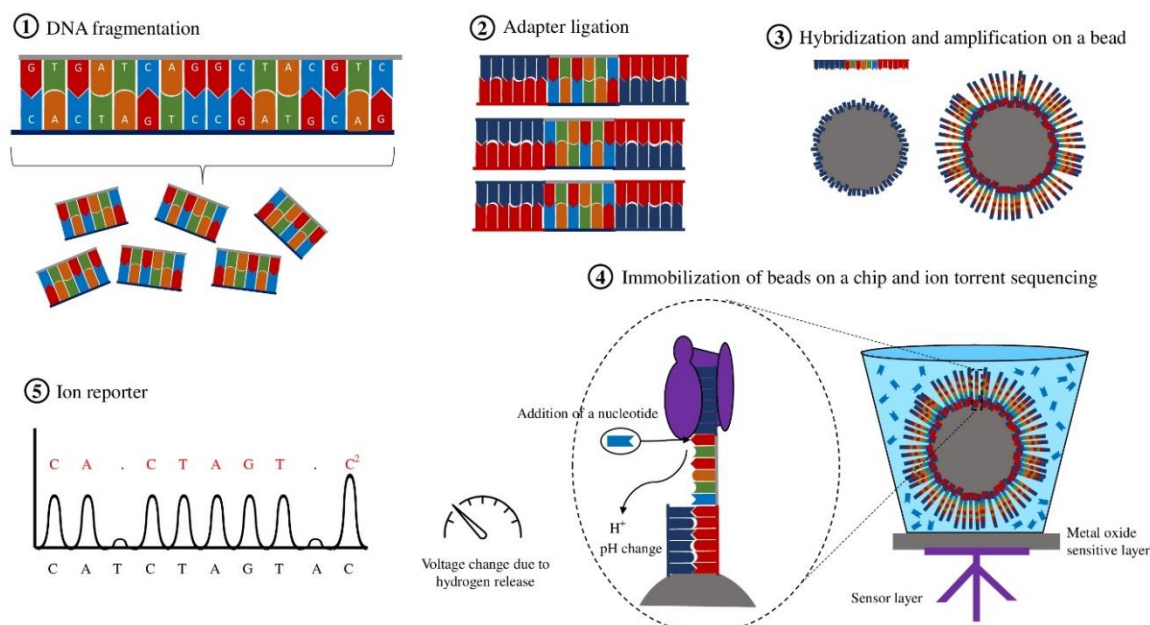 1 DNA fragmentation
G T G A T C A G G C T A C G T C
C A C T A G T C C G A T G C A G
2 Adapter ligation
3 Hybridization and amplification on a bead
4 Immobilization of beads on a chip and ion torrent sequencing
Addition of a nucleotide
H⁺
pH change
Voltage change due to
hydrogen release
Metal oxide
sensitive layer
Sensor layer
5 Ion reporter
C A . C T A G T . C²
C A T C T A G T A C